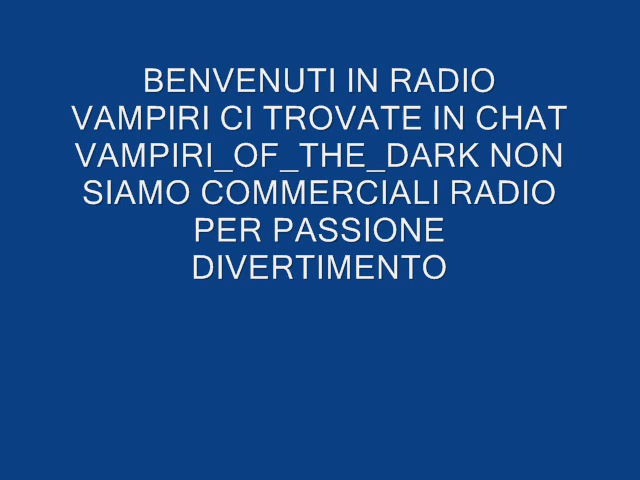 BENVENUTI IN RADIO
VAMPIRI CI TROVATE IN CHAT
VAMPIRI_OF_THE_DARK NON
SIAMO COMMERCIALI RADIO
PER PASSIONE
DIVERTIMENTO